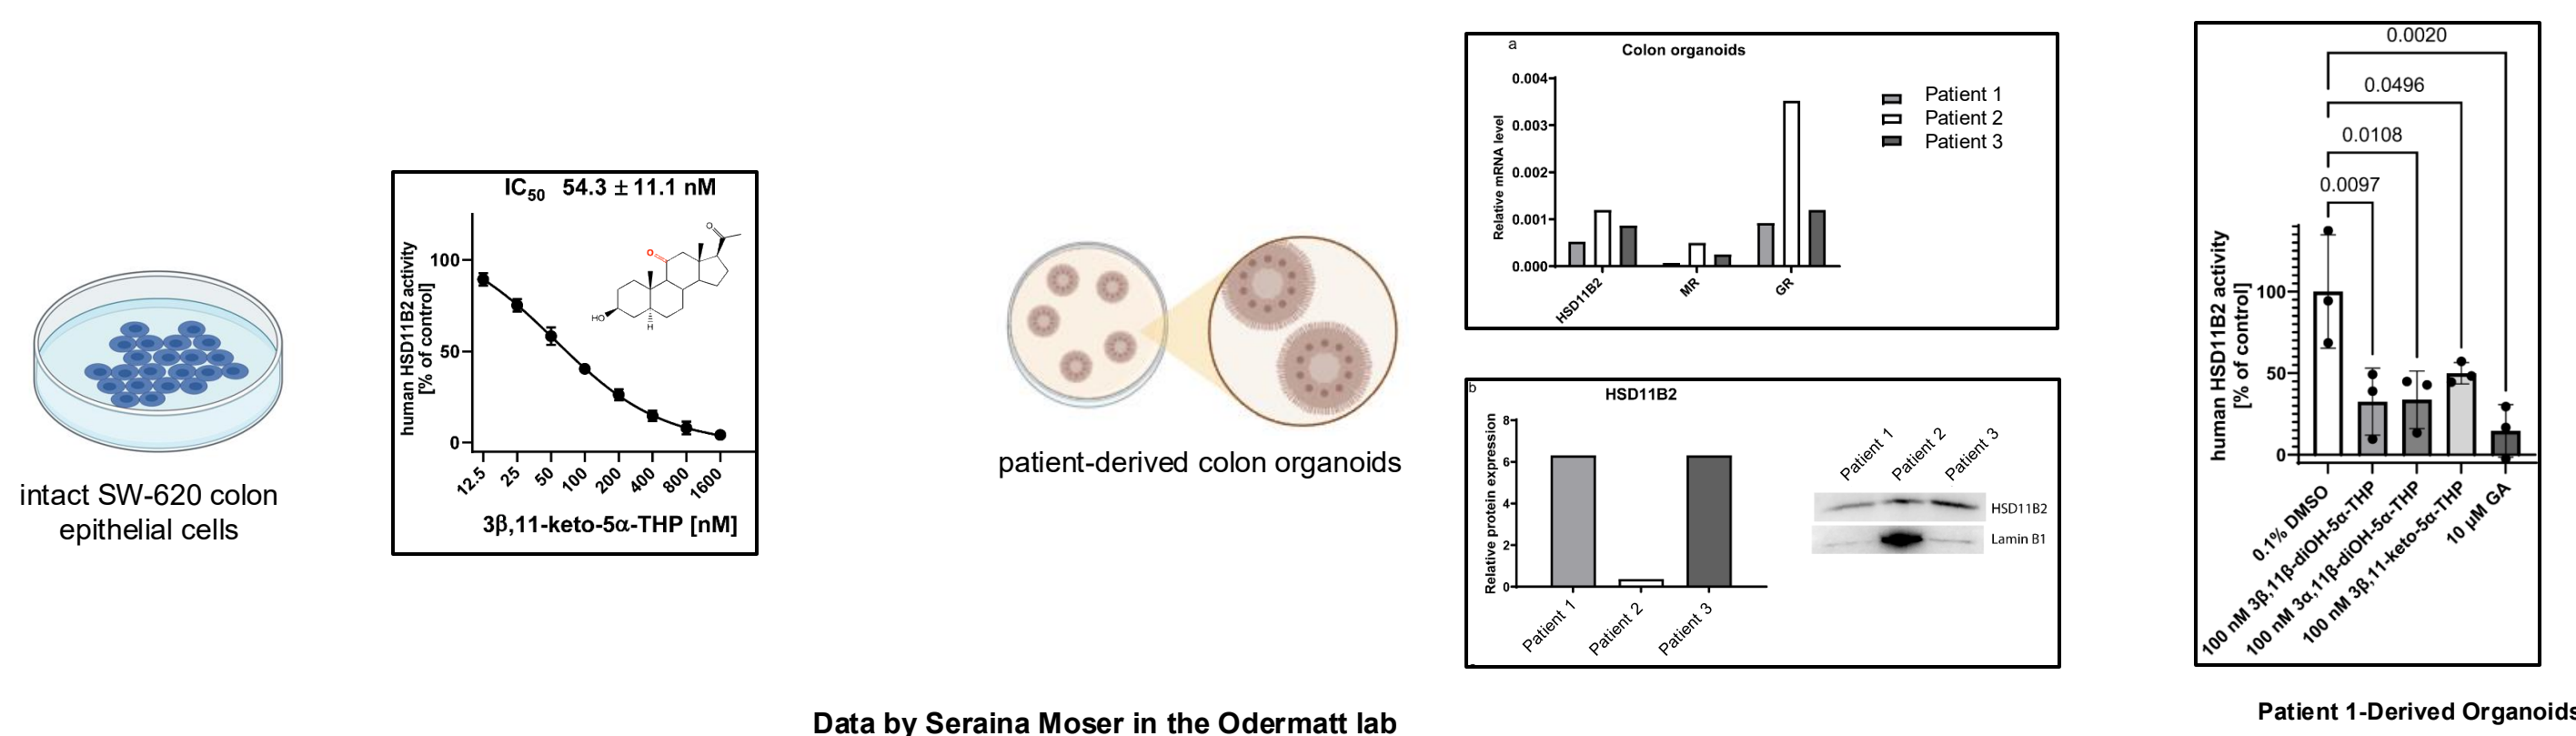 intact SW-620 colon
epithelial cells
IC50 54.3 ± 11.1 nM
human HSD11B2 activity
[% of control]
100
50
0
O
O
HO
H
12.5
25
50
100
200
400
800
1600
3β,11-keto-5α-THP [nM]
patient-derived colon organoids
a
Colon organoids
Relative mRNA level
0.004
0.003
0.002
0.001
0.000
HSD11B2
MR
GR
Patient 1
Patient 2
Patient 3
b
HSD11B2
Relative protein expression
8
6
4
2
0
Patient 1
Patient 2
Patient 3
Patient 1
Patient 2
Patient 3
HSD11B2
Lamin B1
0.0020
0.0496
0.0108
0.0097
human HSD11B2 activity
[% of control]
100
50
0
0.1% DMSO
100 nM 3β,11β-diOH-5α-THP
100 nM 3α,11β-diOH-5α-THP
100 nM 3β,11-keto-5α-THP
10 µM GA
Patient 1-Derived Organoids
Data by Seraina Moser in the Odermatt lab